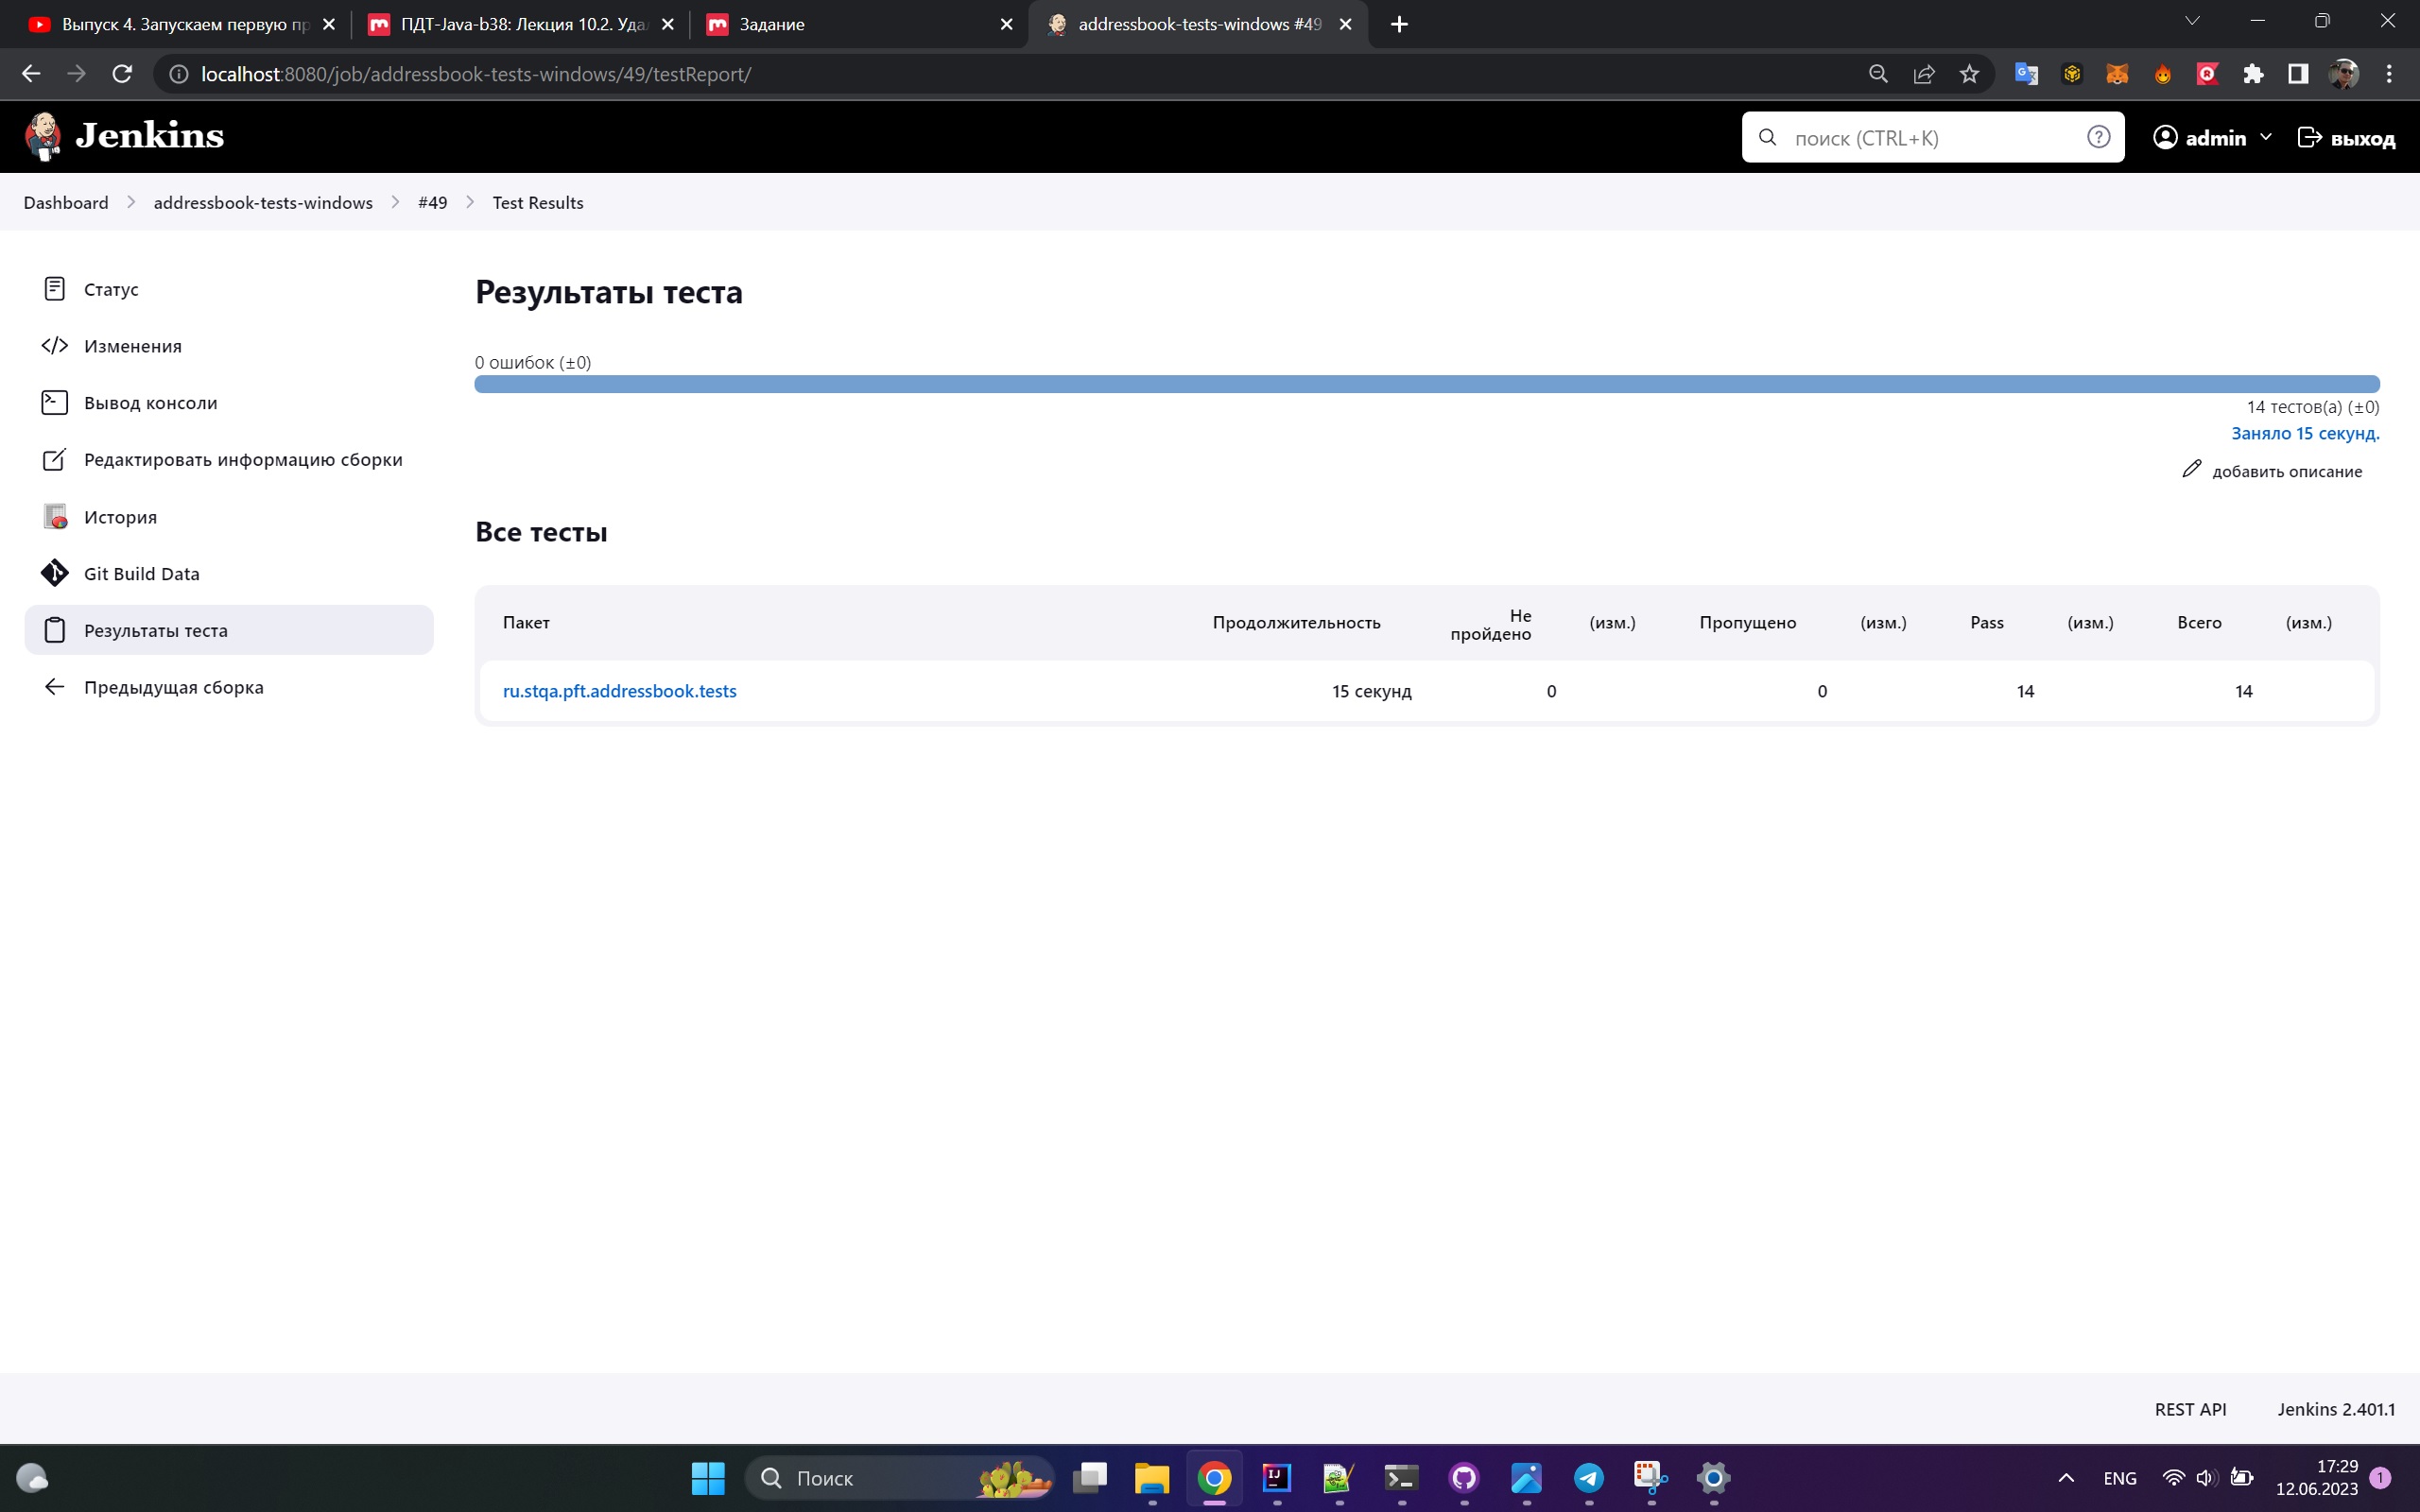 Выпуск 4. Запускаем первую пр
ПДТ-Java-b38: Лекция 10.2. Уда
Задание
addressbook-tests-windows #49
localhost:8080/job/addressbook-tests-windows/49/testReport/
Jenkins
поиск (CTRL+K)
admin
выход
Dashboard
addressbook-tests-windows
#49
Test Results
Статус
Изменения
Вывод консоли
Редактировать информацию сборки
История
Git Build Data
Результаты теста
Предыдущая сборка
Результаты теста
0 ошибок (±0)
14 тестов(а) (±0)
Заняло 15 секунд.
добавить описание
Все тесты
Пакет Продолжительность Не пройдено (изм.) Пропущено (изм.) Pass (изм.) Всего (изм.)
ru.stqa.pft.addressbook.tests 15 секунд 0 0 14 14
REST API
Jenkins 2.401.1
Поиск
ENG
17:29
12.06.2023
1